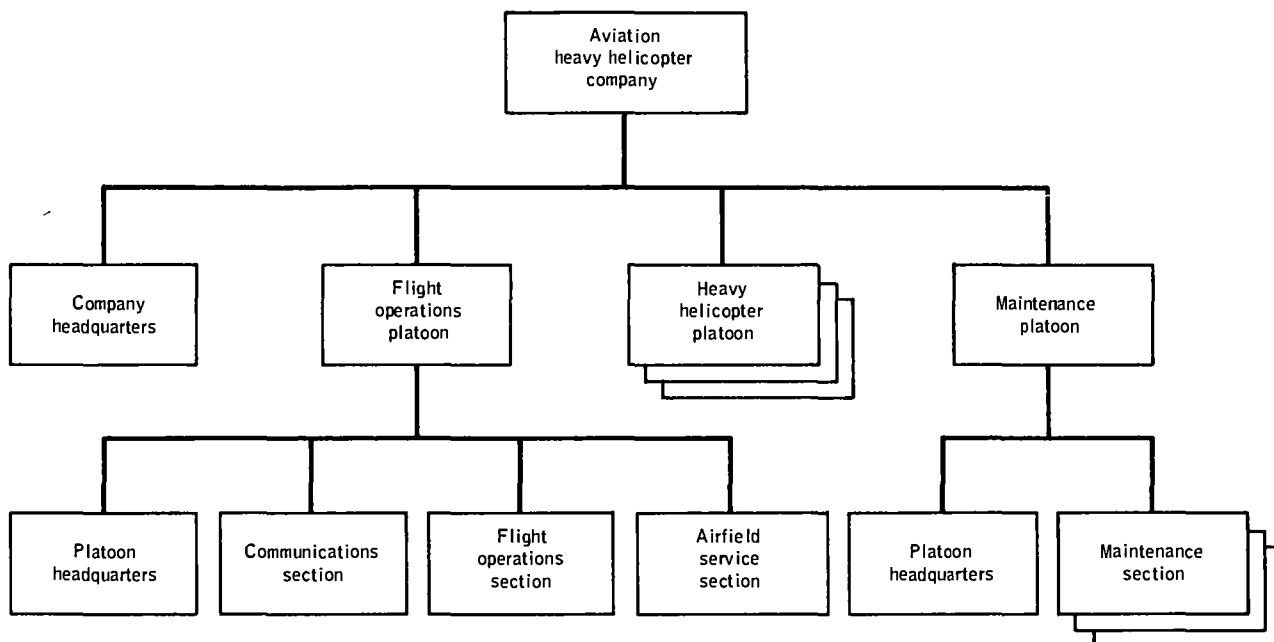 Aviation
heavy helicopter
company
Company
headquarters
Flight
operations
platoon
Heavy
helicopter
platoon
Maintenance
platoon
Platoon
headquarters
Communications
section
Flight
operations
section
Airfield
service
section
Platoon
headquarters
Maintenance
section